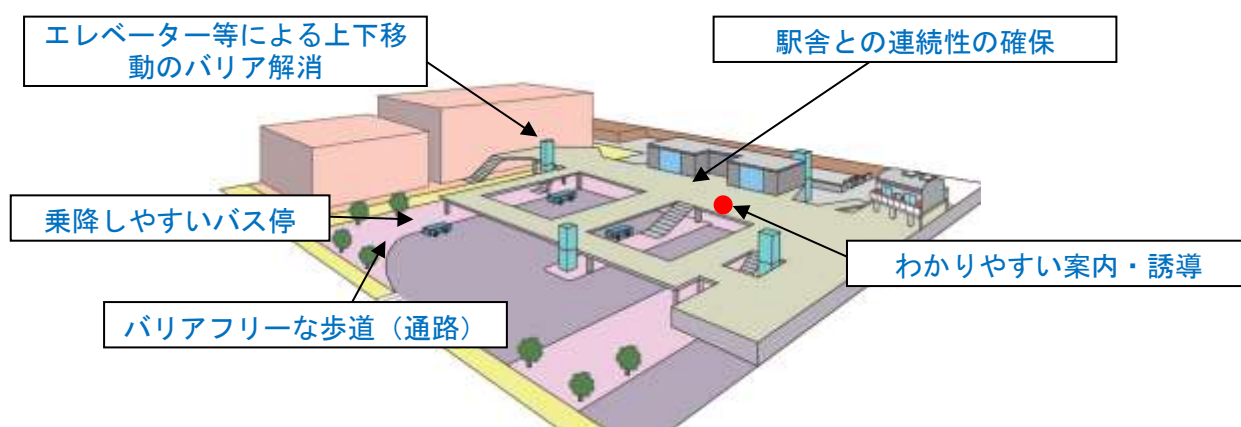 エレベーター等による上下移
動のバリア解消
駅舎との連続性の確保
乗降しやすいバス停
わかりやすい案内・誘導
バリアフリーな歩道（通路）